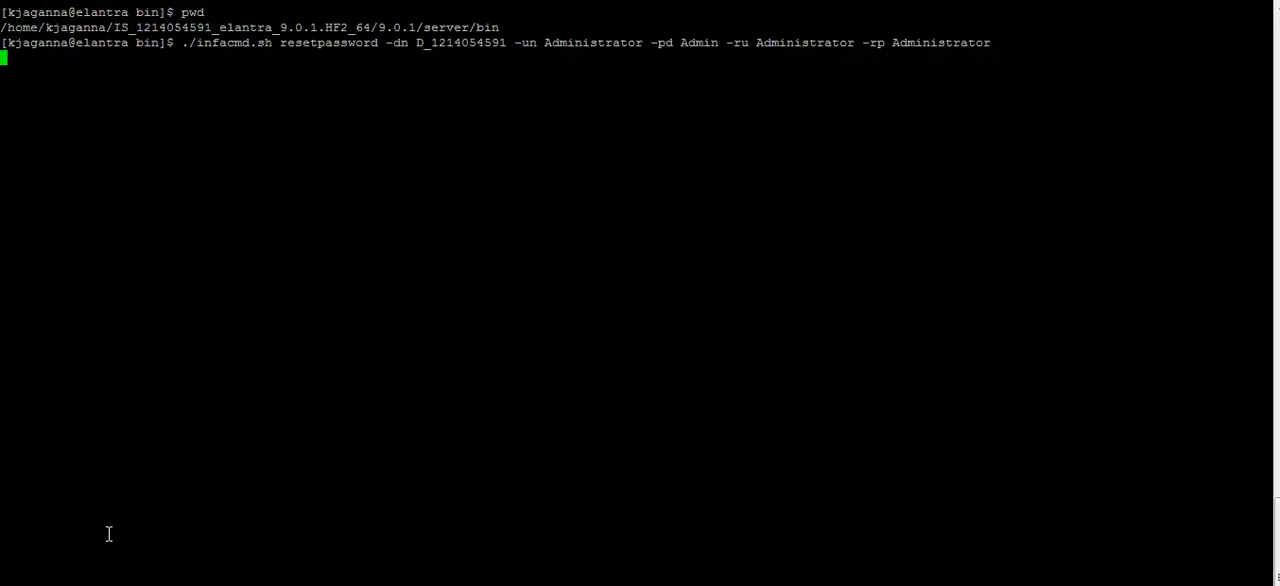 [kjaganna@elantra bin]$ pwd
/home/kjaganna/IS_1214054591_elantra_9.0.1.HF2_64/9.0.1/server/bin
[kjaganna@elantra bin]$ ./infacmd.sh resetpassword -dn D_1214054591 -un Administrator -pd Admin -ru Administrator -rp Administrator